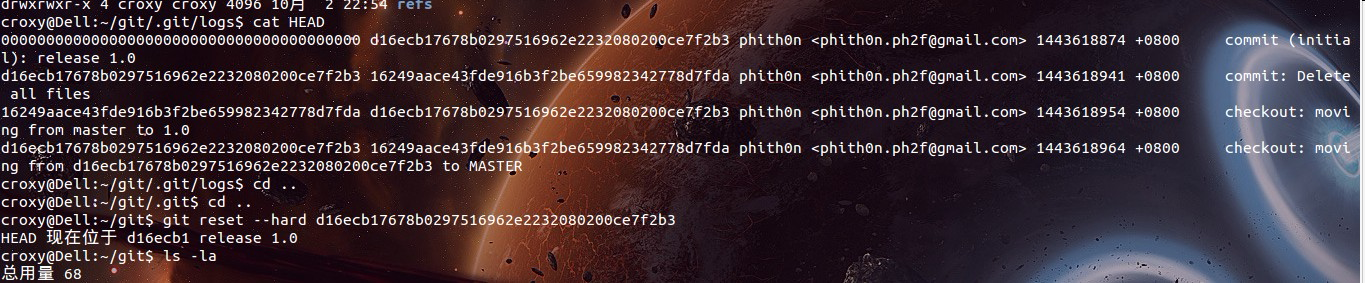 drwxrwxr-x 4 croxy croxy 4096 10月  2 22:54 refs
croxy@Dell:~/git/.git/logs$ cat HEAD
0000000000000000000000000000000000000000 d16ecb17678b0297516962e2232080200ce7f2b3 phith0n <phith0n.ph2f@gmail.com> 1443618874 +0800	commit (initia
l): release 1.0
d16ecb17678b0297516962e2232080200ce7f2b3 16249aace43fde916b3f2be659982342778d7fda phith0n <phith0n.ph2f@gmail.com> 1443618941 +0800	commit: Delete
 all files
16249aace43fde916b3f2be659982342778d7fda d16ecb17678b0297516962e2232080200ce7f2b3 phith0n <phith0n.ph2f@gmail.com> 1443618954 +0800	checkout: movi
ng from master to 1.0
d16ecb17678b0297516962e2232080200ce7f2b3 16249aace43fde916b3f2be659982342778d7fda phith0n <phith0n.ph2f@gmail.com> 1443618964 +0800	checkout: movi
ng from d16ecb17678b0297516962e2232080200ce7f2b3 to MASTER
croxy@Dell:~/git/.git/logs$ cd ..
croxy@Dell:~/git/.git$ cd ..
croxy@Dell:~/git$ git reset --hard d16ecb17678b0297516962e2232080200ce7f2b3
HEAD 现在位于 d16ecb1 release 1.0
croxy@Dell:~/git$ ls -la
总用量 68